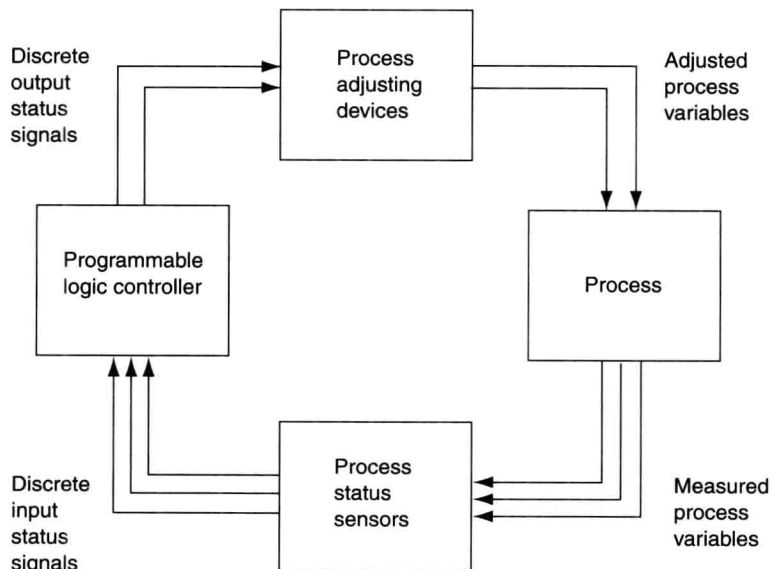 Discrete
output
status
signals
Process
adjusting
devices
Adjusted
process
variables
Programmable
logic controller
Process
Discrete
input
status
signals
Process
status
sensors
Measured
process
variables